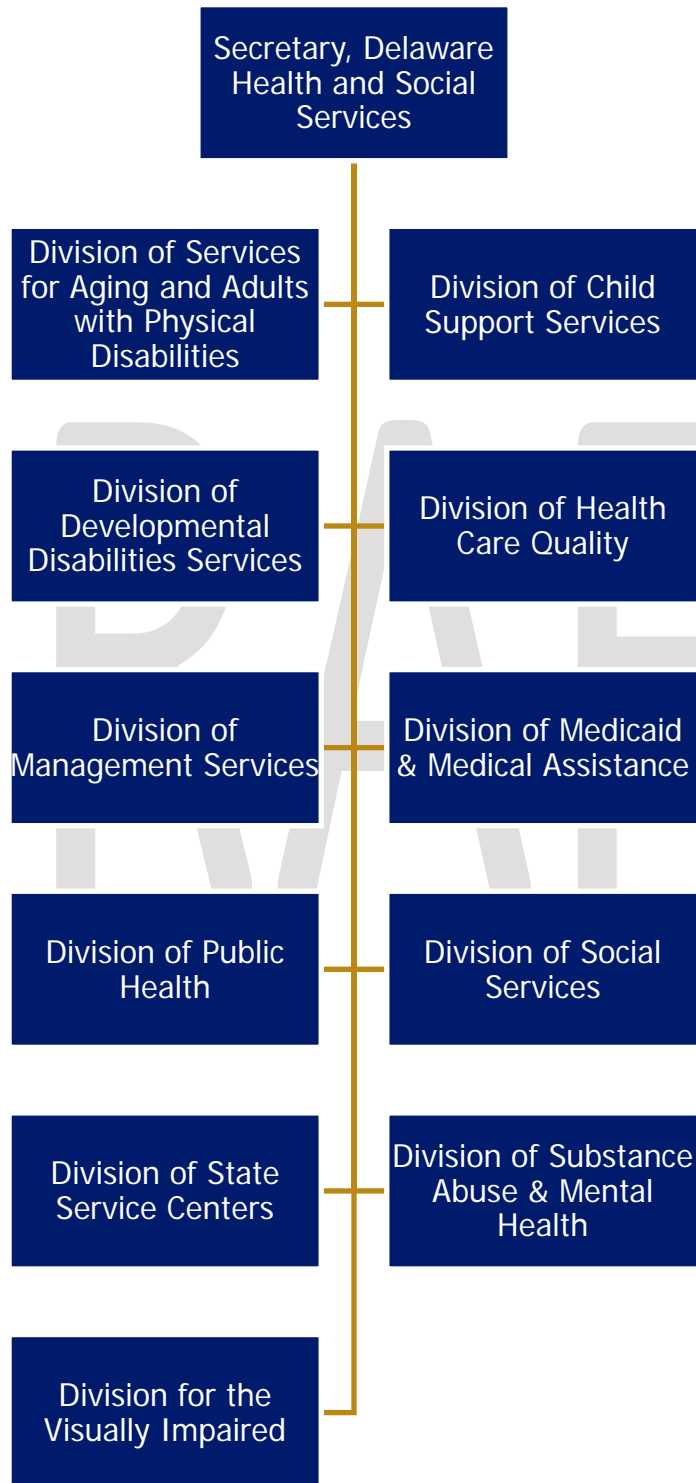 Secretary, Delaware
Health and Social
Services
Division of Services
for Aging and Adults
with Physical
Disabilities
Division of Child
Support Services
Division of
Developmental
Disabilities Services
Division of Health
Care Quality
Division of
Management Services
Division of Medicaid
& Medical Assistance
Division of Public
Health
Division of Social
Services
Division of State
Service Centers
Division of Substance
Abuse & Mental
Health
Division for the
Visually Impaired